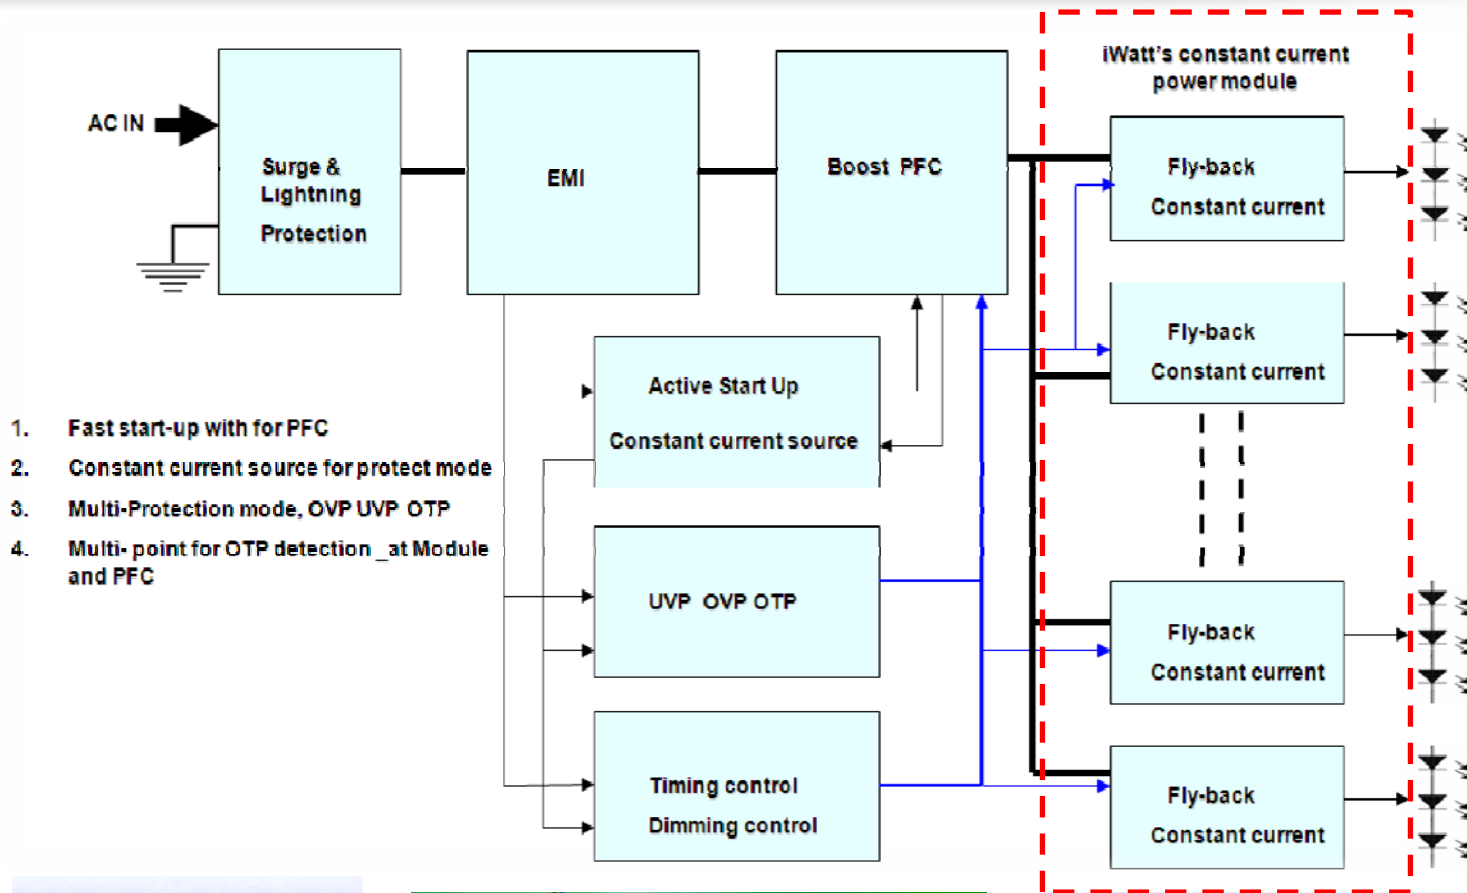 iWatt's constant current
power module
AC IN
Surge &
Lightning
Protection
EMI
Boost PFC
Fly-back
Constant current
Fly-back
Constant current
Active Start Up
Constant current source
1. Fast start-up with for PFC
2. Constant current source for protect mode
3. Multi-Protection mode, OVP UVP OTP
4. Multi- point for OTP detection _at Module
and PFC
UVP OVP OTP
Fly-back
Constant current
Timing control
Dimming control
Fly-back
Constant current